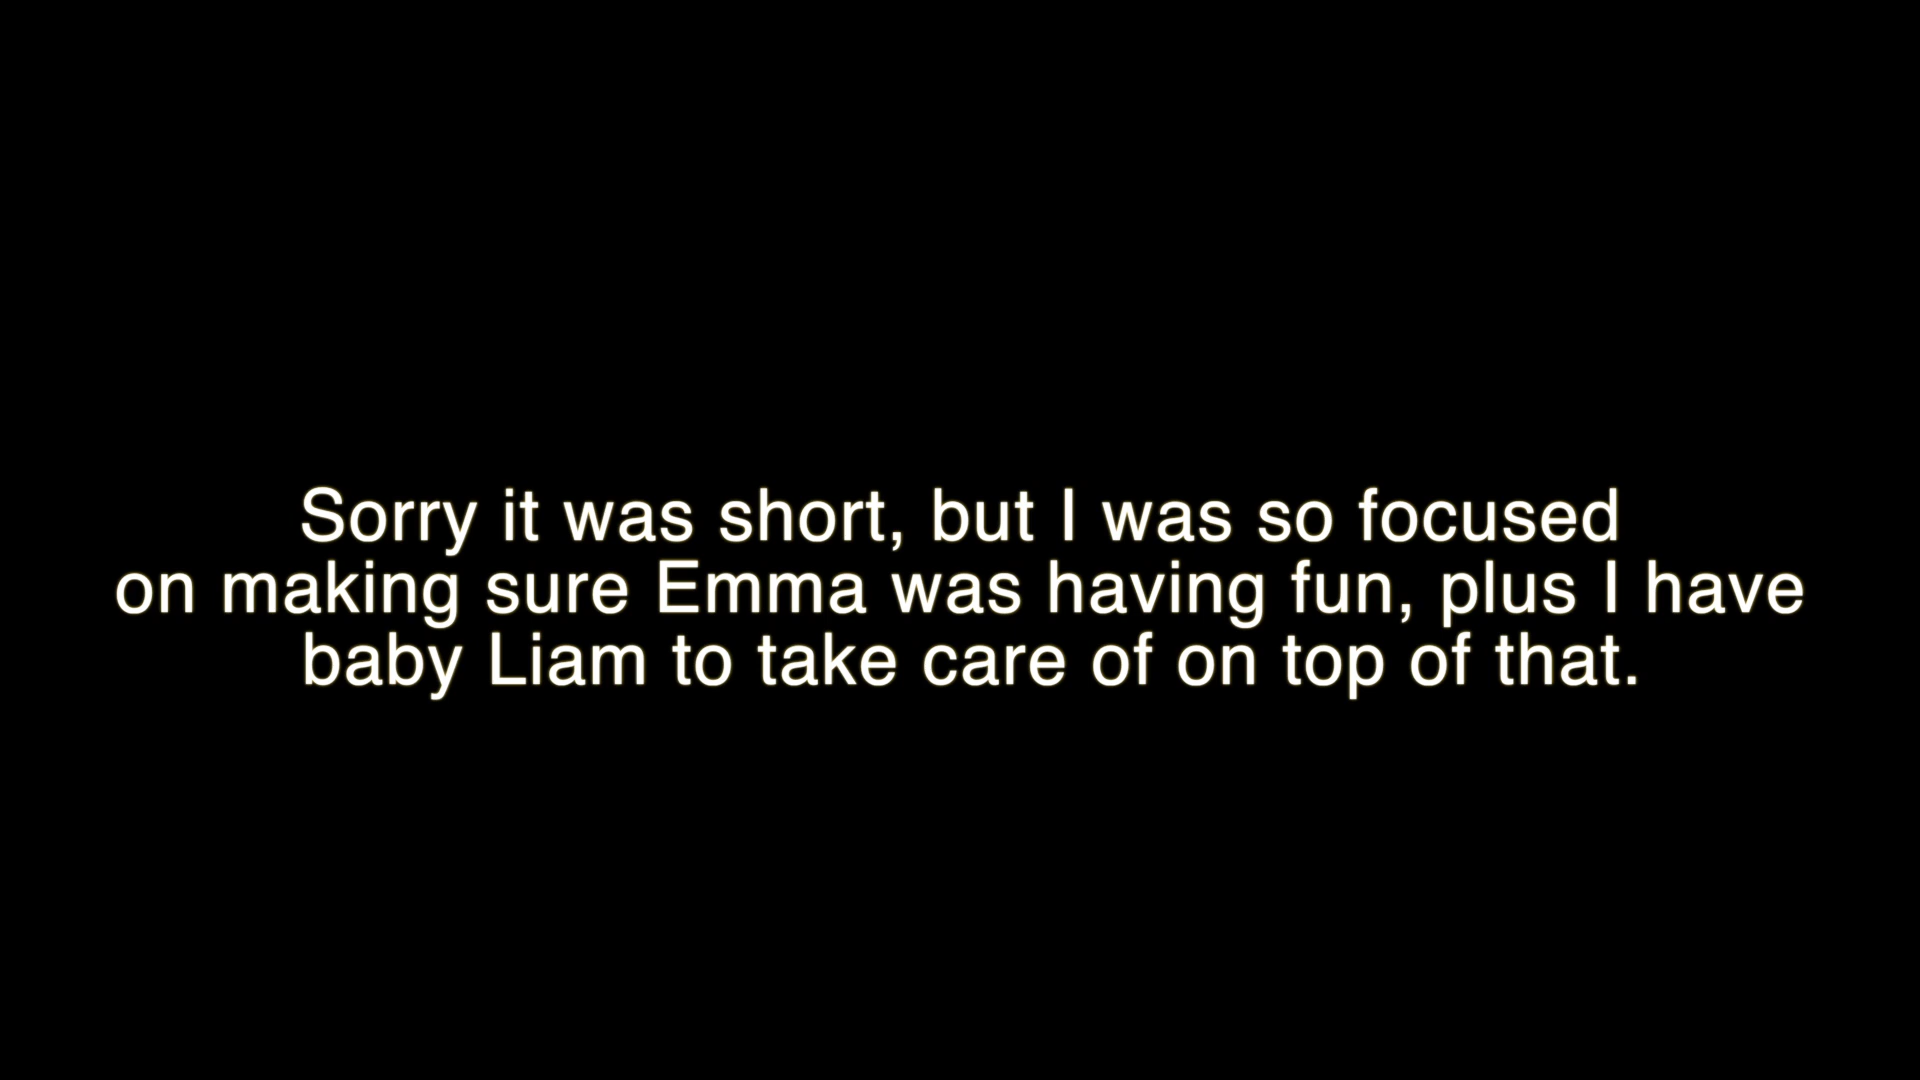 Sorry it was short, but I was so focused
on making sure Emma was having fun, plus I have
baby Liam to take care of on top of that.